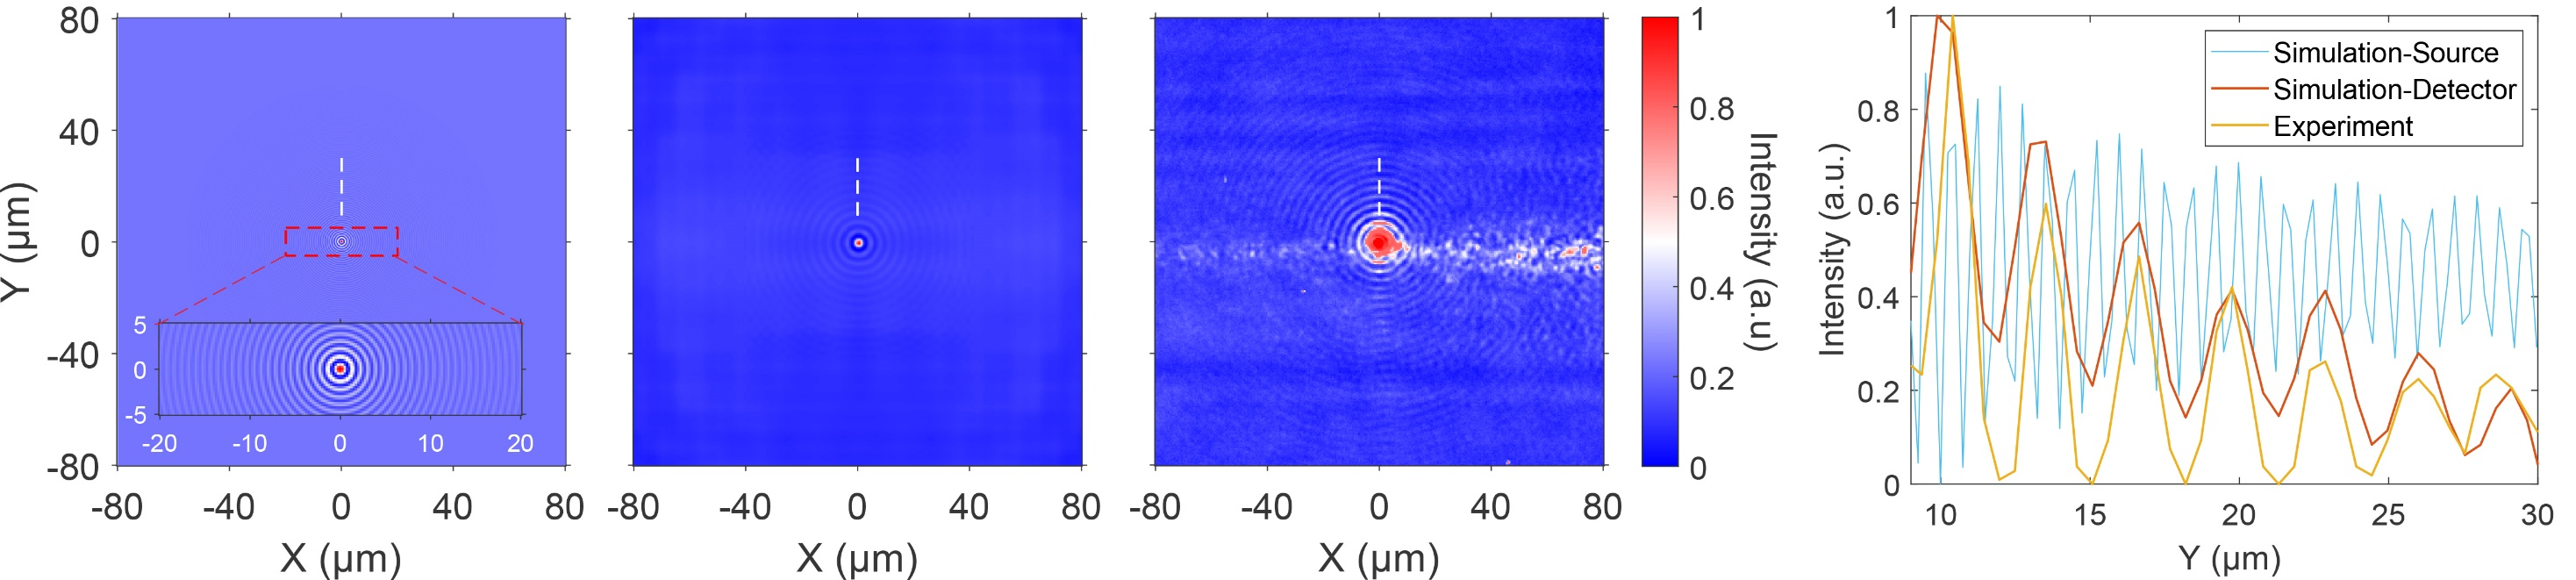 80
40
0
-40
-80
Y (µm)
5
0
-5
-20 -10 0 10 20
-80 -40 0 40 80
X (µm)
-80 -40 0 40 80
X (µm)
-80 -40 0 40 80
X (µm)
1
0.8
0.6
0.4
0.2
0
Intensity (a.u)
1
0.8
0.6
0.4
0.2
0
Intensity (a.u.)
Simulation-Source
Simulation-Detector
Experiment
10 15 20 25 30
Y (µm)